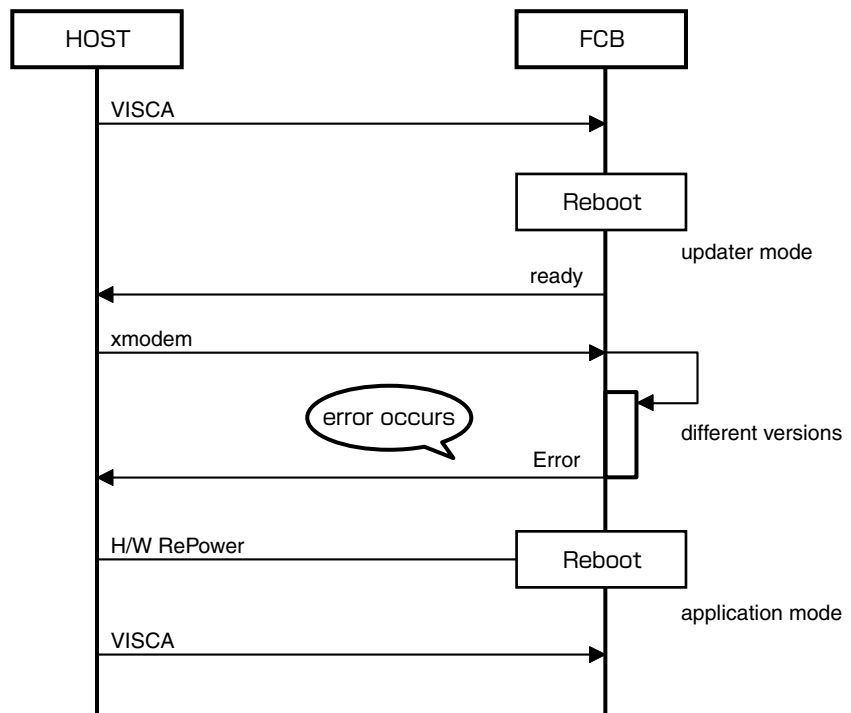 HOST
FCB
VISCA
Reboot
updater mode
ready
xmodem
error occurs
different versions
Error
H/W RePower
Reboot
application mode
VISCA